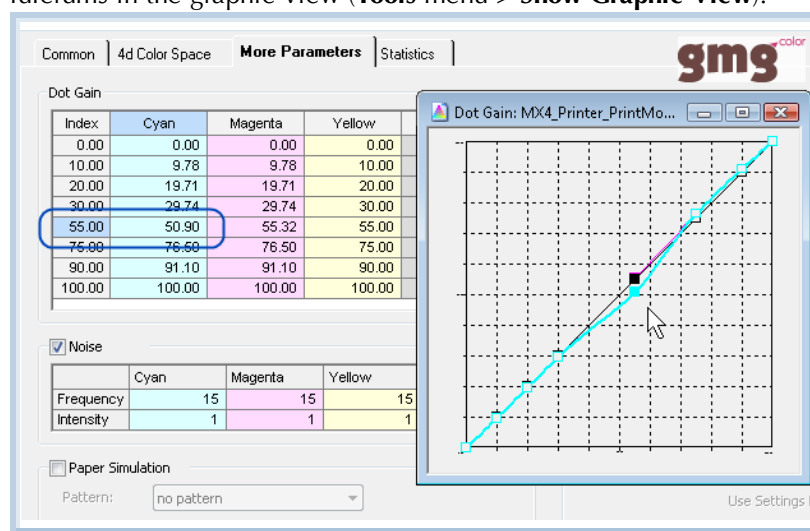 fulcrums in the graphic view (Tools menu > Show Graphic View).
Common 4d Color Space More Parameters Statistics
gmg color
Dot Gain
Index Cyan Magenta Yellow
0.00 0.00 0.00 0.00
10.00 9.78 9.78 10.00
20.00 19.71 19.71 20.00
30.00 29.74 29.74 30.00
55.00 50.90 55.32 55.00
75.00 76.50 76.50 75.00
90.00 91.10 91.10 90.00
100.00 100.00 100.00 100.00
Dot Gain: MX4_Printer_PrintMo...
Noise
Cyan Magenta Yellow
Frequency 15 15 15
Intensity 1 1 1
Paper Simulation
Pattern: no pattern
Use Settings